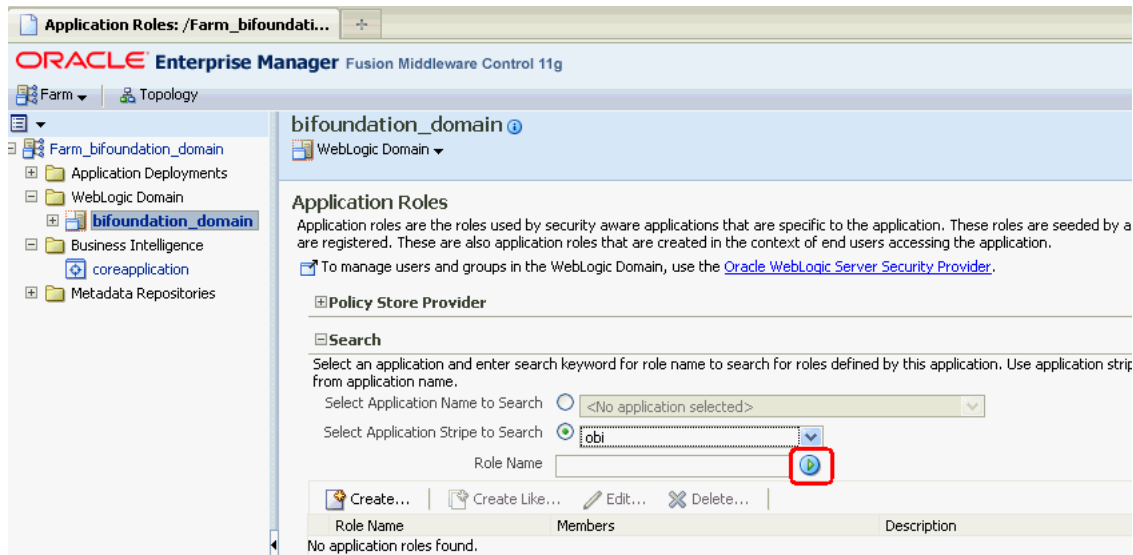 Application Roles: /Farm_bifoundati...
ORACLE Enterprise Manager Fusion Middleware Control 11g
Farm Topology
Farm_bifoundation_domain
Application Deployments
WebLogic Domain
bifoundation_domain
Business Intelligence
coreapplication
Metadata Repositories
bifoundation_domain
WebLogic Domain
Application Roles
Application roles are the roles used by security aware applications that are specific to the application. These roles are seeded by a
are registered. These are also application roles that are created in the context of end users accessing the application.
To manage users and groups in the WebLogic Domain, use the Oracle WebLogic Server Security Provider.
Policy Store Provider
Search
Select an application and enter search keyword for role name to search for roles defined by this application. Use application strip
from application name.
Select Application Name to Search <No application selected>
Select Application Stripe to Search obi
Role Name
Create... Create Like... Edit... Delete...
Role Name Members Description
No application roles found.